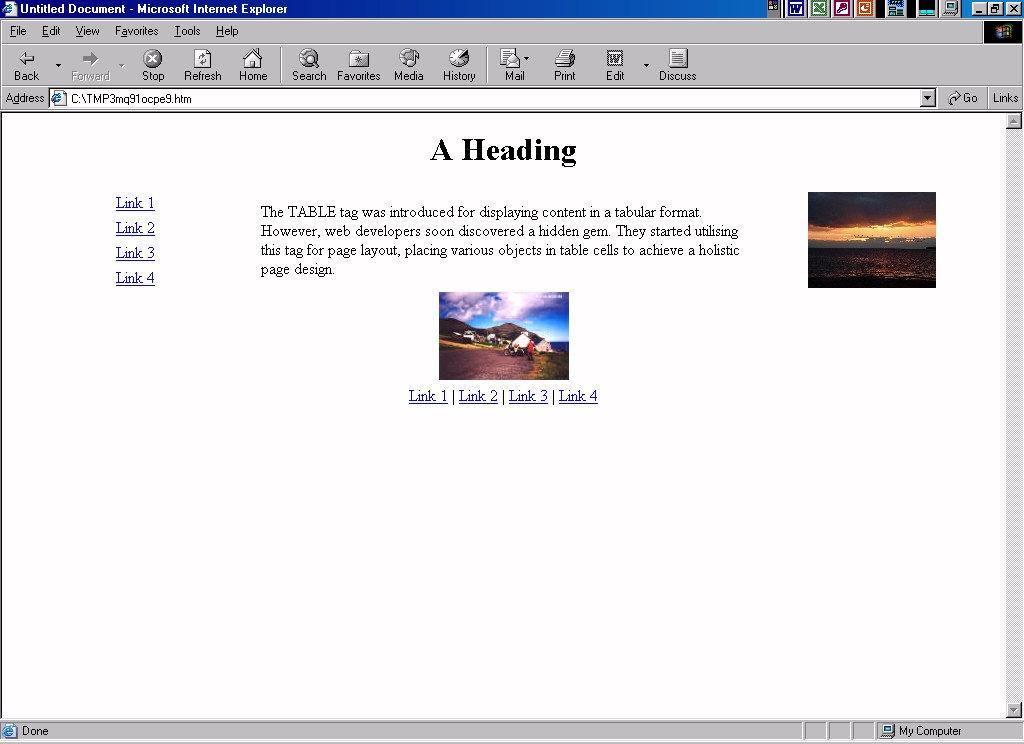 Untitled Document - Microsoft Internet Explorer
File Edit View Favorites Tools Help
Back Forward Stop Refresh Home Search Favorites Media History Mail Print Edit Discuss
Address C:\TMP3mq91ocpe9.htm Go Links
A Heading
Link 1
Link 2
Link 3
Link 4
The TABLE tag was introduced for displaying content in a tabular format.
However, web developers soon discovered a hidden gem. They started utilising
this tag for page layout, placing various objects in table cells to achieve a holistic
page design.
Link 1 | Link 2 | Link 3 | Link 4
Done My Computer